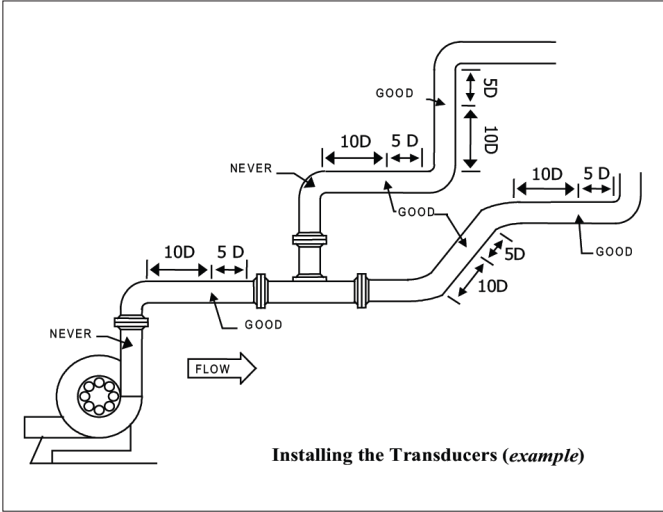 5D
GOOD
10D
10D 5 D
NEVER
10D 5 D
GOOD
GOOD
5D
10D 5 D
10D
GOOD
NEVER
FLOW
Installing the Transducers (example)